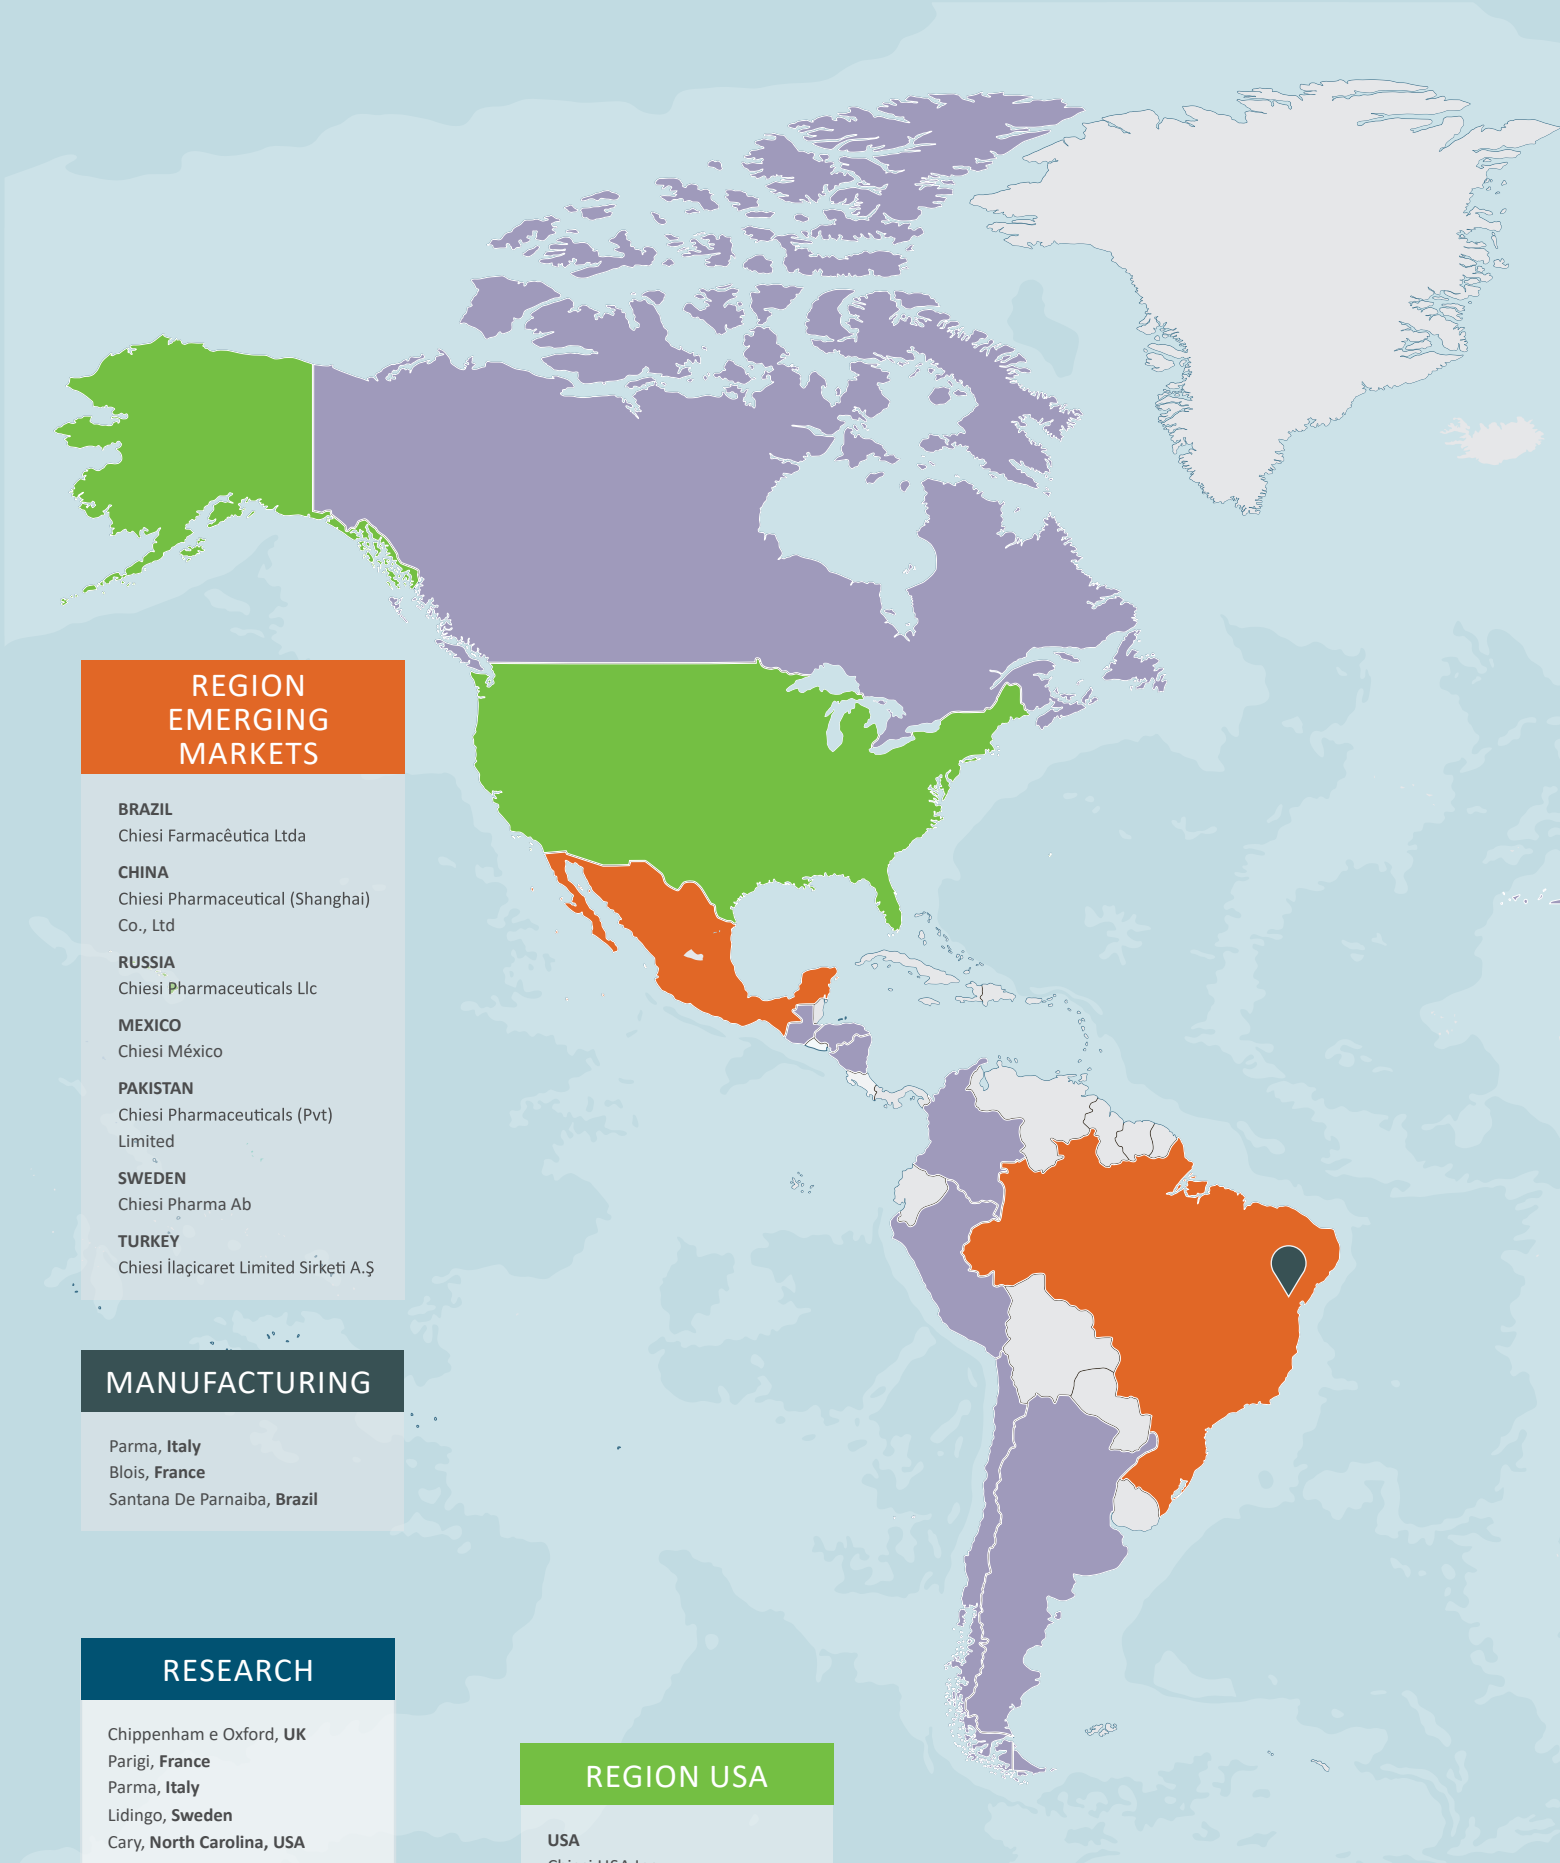 REGION
EMERGING
MARKETS
BRAZIL
Chiesi Farmacêutica Ltda
CHINA
Chiesi Pharmaceutical (Shanghai)
Co., Ltd
RUSSIA
Chiesi Pharmaceuticals Llc
MEXICO
Chiesi México
PAKISTAN
Chiesi Pharmaceuticals (Pvt)
Limited
SWEDEN
Chiesi Pharma Ab
TURKEY
Chiesi İlaçicaret Limited Sirketi A.Ş
MANUFACTURING
Parma, Italy
Blois, France
Santana De Parnaiba, Brazil
RESEARCH
Chippenham e Oxford, UK
Parigi, France
Parma, Italy
Lidingo, Sweden
Cary, North Carolina, USA
REGION USA
USA
Chiesi USA